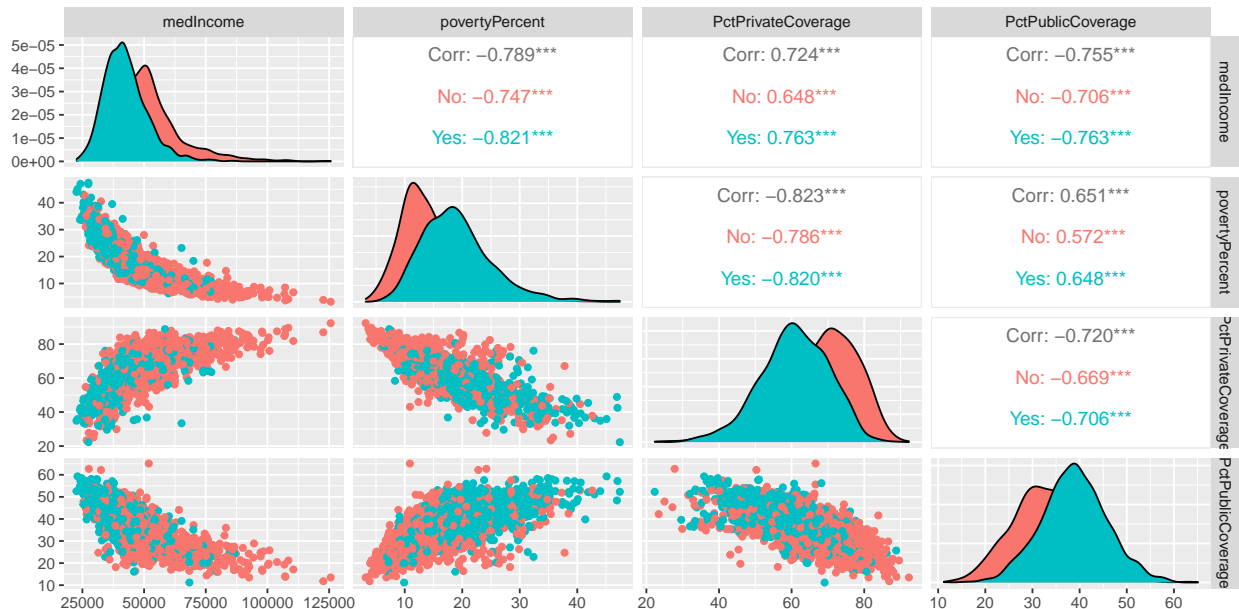 medIncome povertyPercent PctPrivateCoverage PctPublicCoverage
5e−05
4e−05
3e−05
2e−05
1e−05
0e+00
Corr: −0.789***
No: −0.747***
Yes: −0.821***
Corr: 0.724***
No: 0.648***
Yes: 0.763***
Corr: −0.755***
No: −0.706***
Yes: −0.763***
medIncome
40
30
20
10
Corr: −0.823***
No: −0.786***
Yes: −0.820***
Corr: 0.651***
No: 0.572***
Yes: 0.648***
povertyPercent
80
60
40
20
Corr: −0.720***
No: −0.669***
Yes: −0.706***
PctPrivateCoverage
60
50
40
30
20
10
PctPublicCoverage
25000 50000 75000 100000 125000
10 20 30 40
20 40 60 80
10 20 30 40 50 60